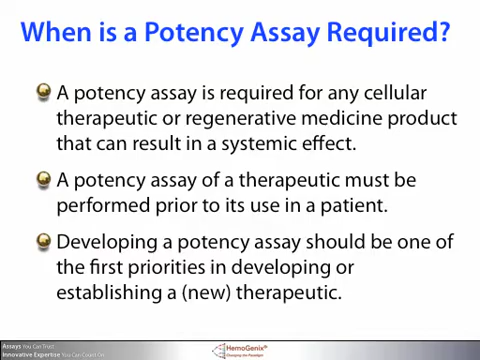 When is a Potency Assay Required?
A potency assay is required for any cellular
therapeutic or regenerative medicine product
that can result in a systemic effect.
A potency assay of a therapeutic must be
performed prior to its use in a patient.
Developing a potency assay should be one of
the first priorities in developing or
establishing a (new) therapeutic.
Assays You Can Trust.
Innovative Expertise You Can Count On.
HemoGenix®
Changing the Paradigm